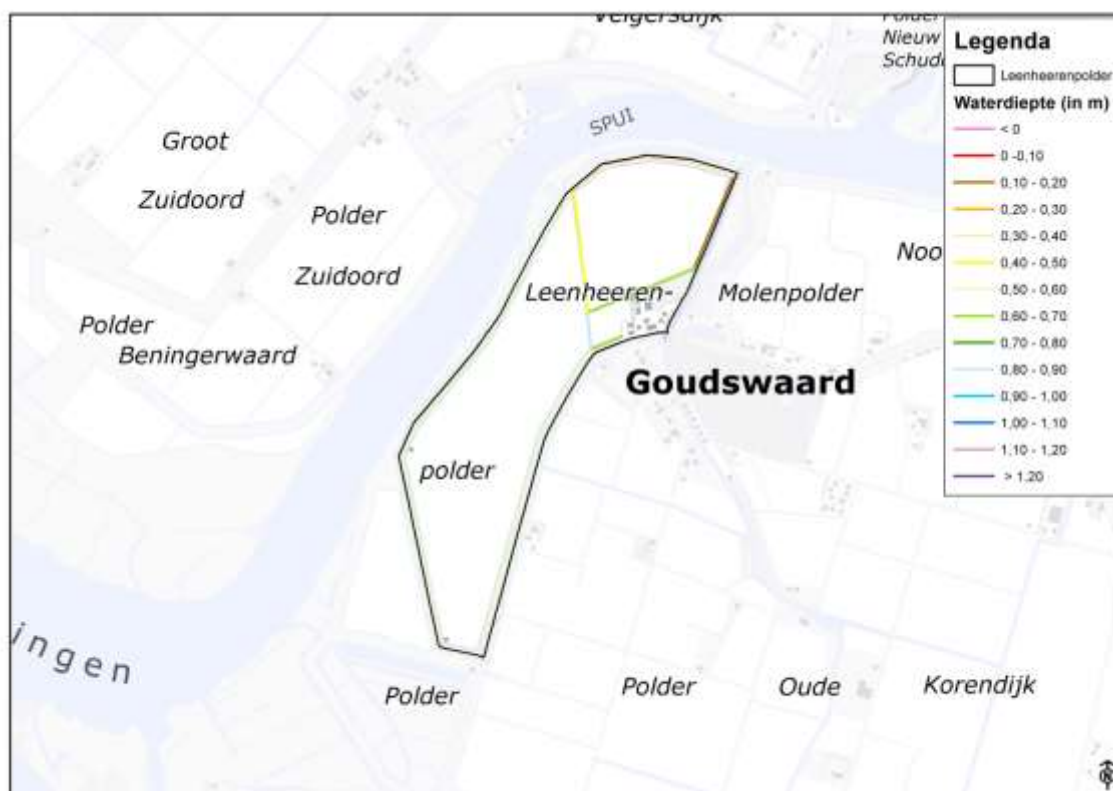 Velgersdijk
Polder
Nieuw
SPUI
Groot
Zuidoord
Polder
Zuidoord
Polder
Beningerwaard
Leenheeren-
Molenpolder
Noo
Goudswaard
polder
ingen
Polder
Polder
Oude
Korendijk
Legenda
Leenheerenpolder
Waterdiepte (in m)
< 0
0 -0,10
0,10 - 0,20
0,20 - 0,30
0,30 - 0,40
0,40 - 0,50
0,50 - 0,60
0,60 - 0,70
0,70 - 0,80
0,80 - 0,90
0,90 - 1,00
1,00 - 1,10
1,10 - 1,20
> 1,20